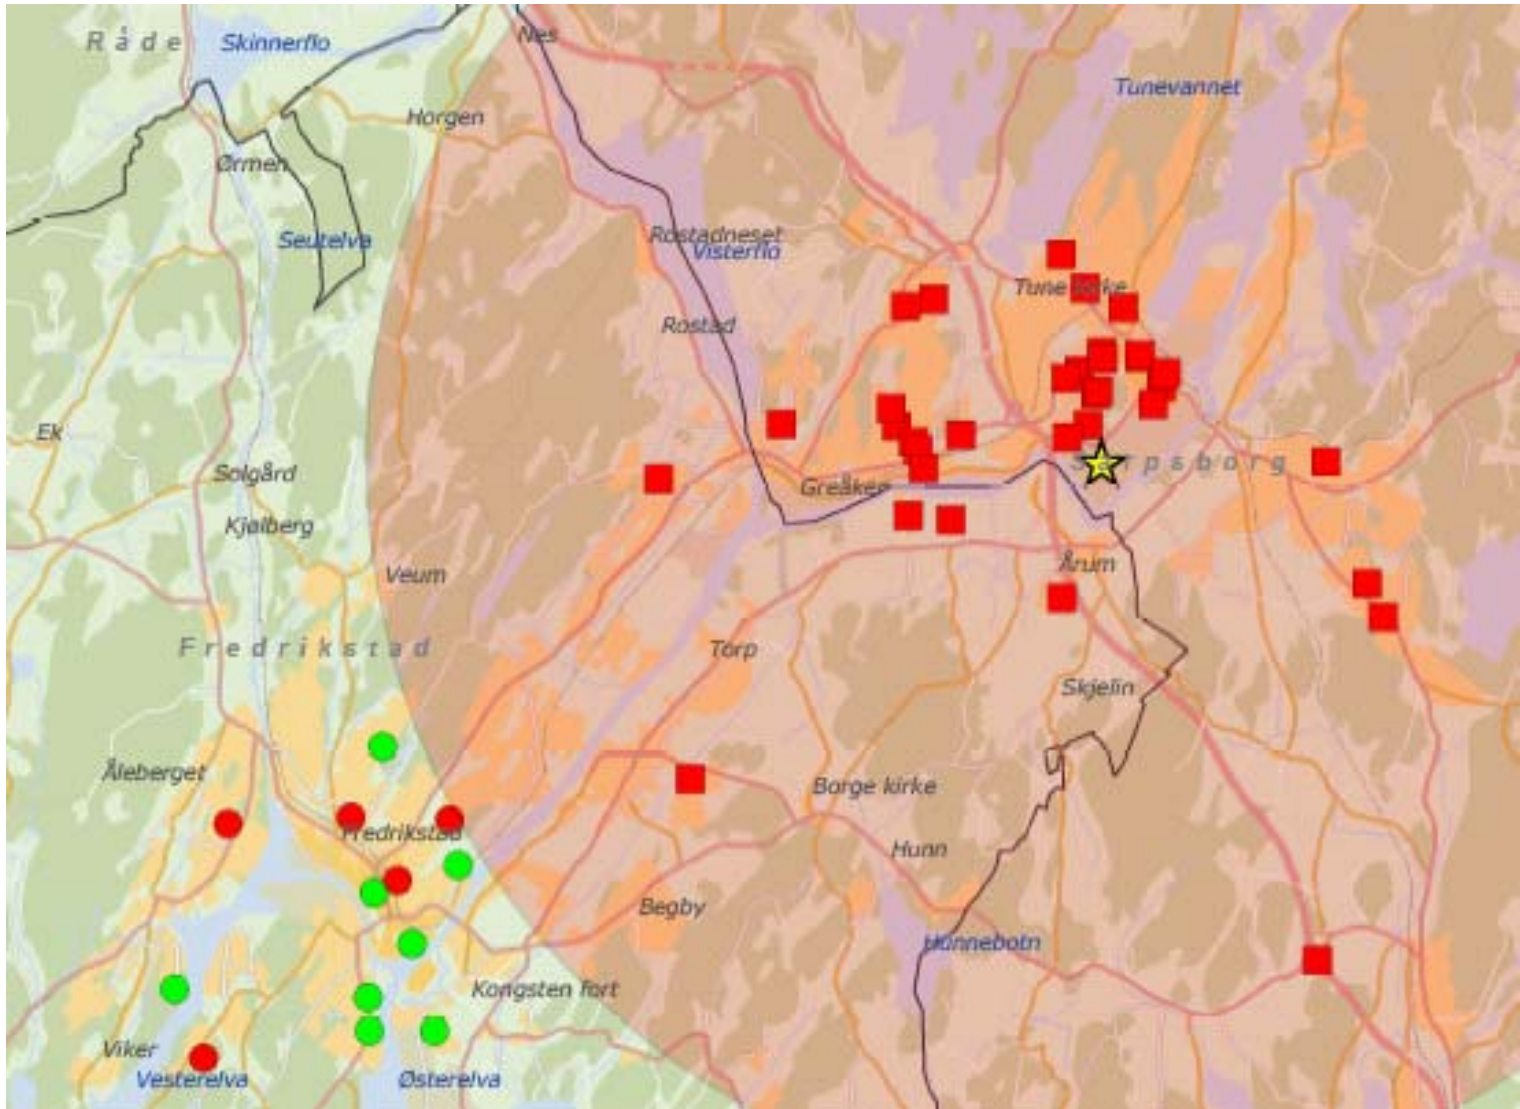 Nes
Råde
Skinnerflo
Tunevannet
Horgen
Ørmen
Seutelva
Rostadneset
Visterflo
Tune kirke
Rostad
Ek
Solgård
Sarpsborg
Greåker
Kjølberg
Årum
Veum
Fredrikstad
Torp
Skjelin
Åleberget
Borge kirke
Fredrikstad
Hunn
Begby
Hunnebotn
Kongsten fort
Viker
Vesterelva
Østerelva